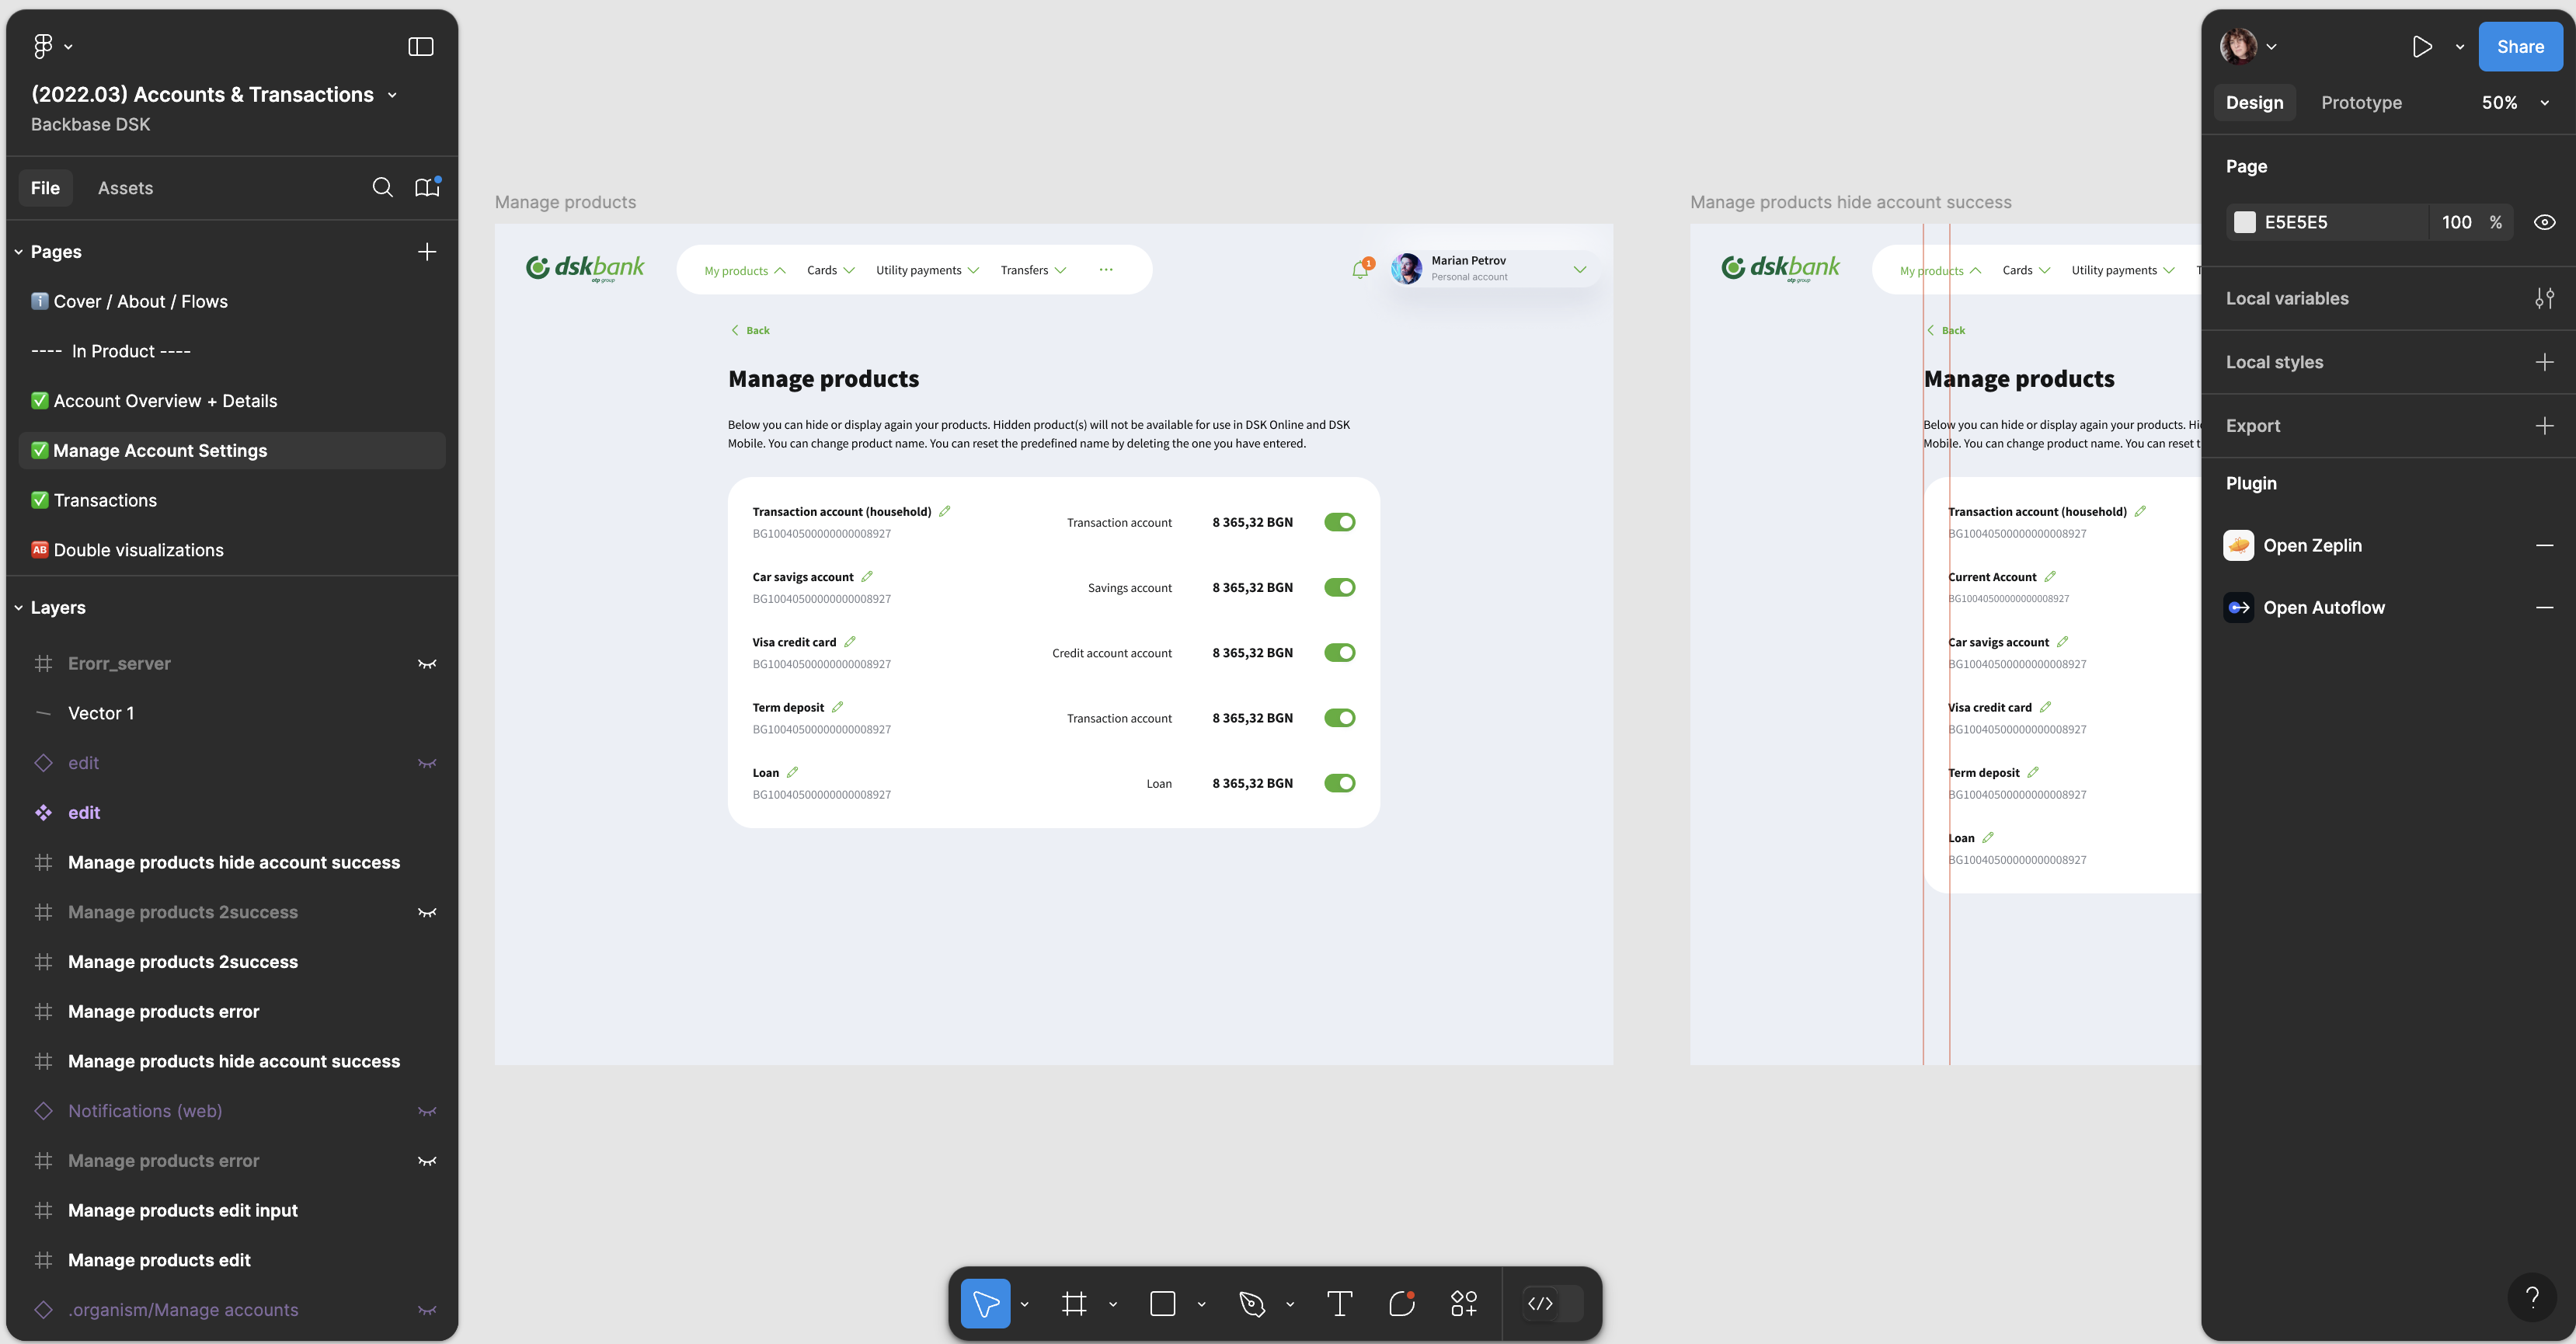 (2022.03) Accounts & Transactions
Backbase DSK
File
Assets
Pages
Cover / About / Flows
---- In Product ----
Account Overview + Details
Manage Account Settings
Transactions
AB Double visualizations
Layers
Erorr_server
Vector 1
edit
edit
Manage products hide account success
Manage products 2success
Manage products 2success
Manage products error
Manage products hide account success
Notifications (web)
Manage products error
Manage products edit input
Manage products edit
.organism/Manage accounts
Manage products
dskbank
otp group
My products
Cards
Utility payments
Transfers
1
Marian Petrov
Personal account
Back
Manage products
Below you can hide or display again your products. Hidden product(s) will not be available for use in DSK Online and DSK
Mobile. You can change product name. You can reset the predefined name by deleting the one you have entered.
Transaction account (household)
BG10040500000000008927
Transaction account
8 365,32 BGN
Car savigs account
BG10040500000000008927
Savings account
8 365,32 BGN
Visa credit card
BG10040500000000008927
Credit account account
8 365,32 BGN
Term deposit
BG10040500000000008927
Transaction account
8 365,32 BGN
Loan
BG10040500000000008927
Loan
8 365,32 BGN
Manage products hide account success
dskbank
otp group
My products
Cards
Utility payments
Back
Manage products
Below you can hide or display again your products.
Mobile. You can change product name. You can reset
Transaction account (household)
BG10040500000000008927
Current Account
BG10040500000000008927
Car savigs account
BG10040500000000008927
Visa credit card
BG10040500000000008927
Term deposit
BG10040500000000008927
Loan
BG10040500000000008927
Share
Design
Prototype
50%
Page
E5E5E5
100 %
Local variables
Local styles
Export
Plugin
Open Zeplin
Open Autoflow